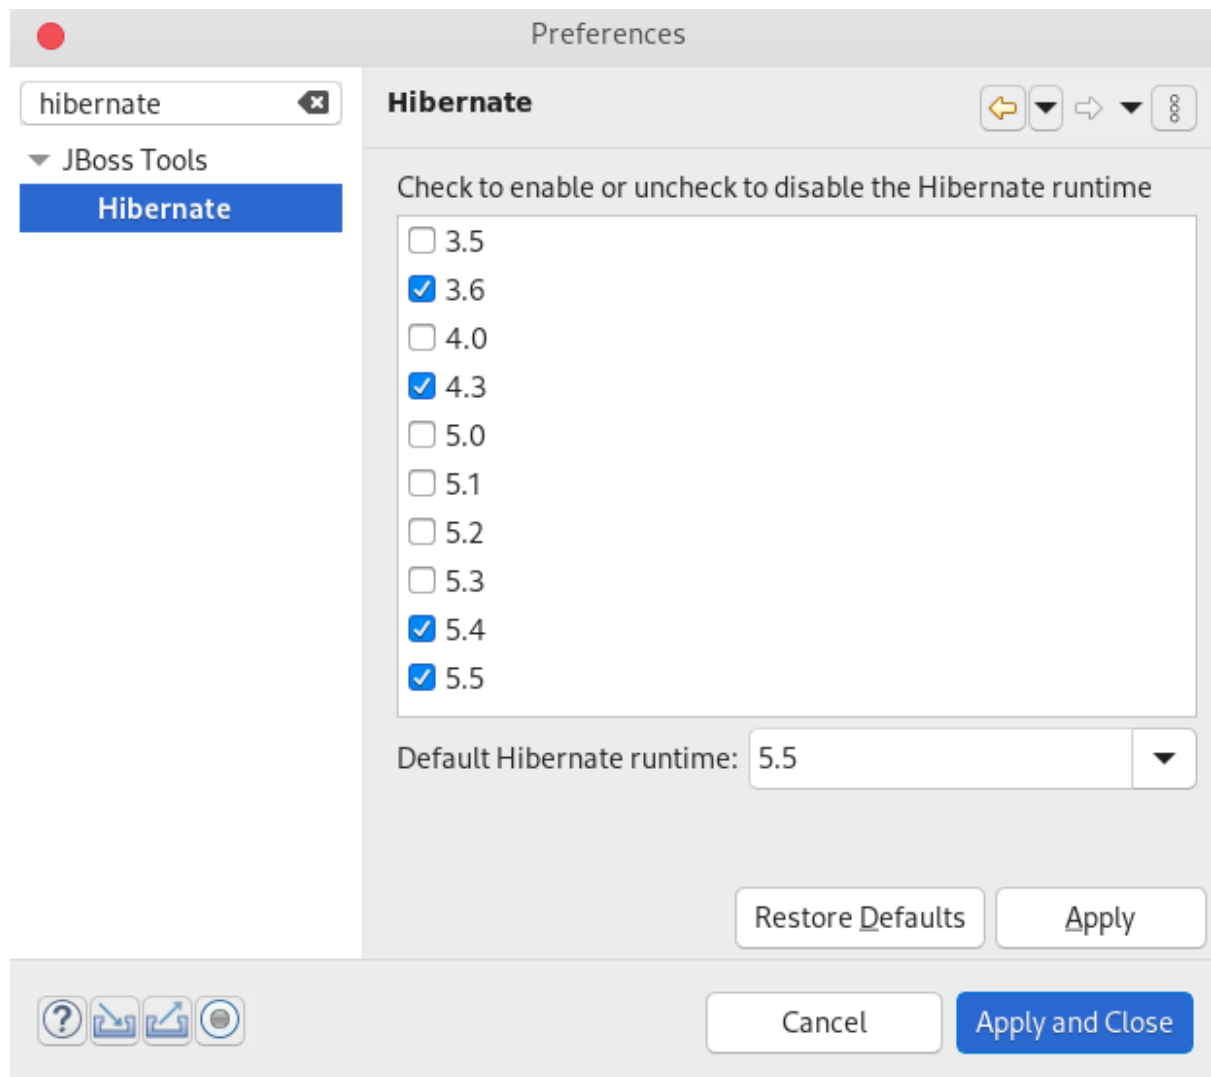 Preferences
hibernate
JBoss Tools
Hibernate
Hibernate
Check to enable or uncheck to disable the Hibernate runtime
3.5
3.6
4.0
4.3
5.0
5.1
5.2
5.3
5.4
5.5
Default Hibernate runtime: 5.5
Restore Defaults Apply
? Cancel Apply and Close